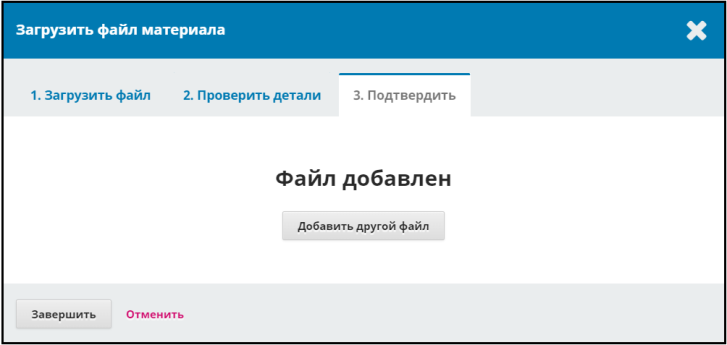 Загрузить файл материала
1. Загрузить файл 2. Проверить детали 3. Подтвердить
Файл добавлен
Добавить другой файл
Завершить Отменить